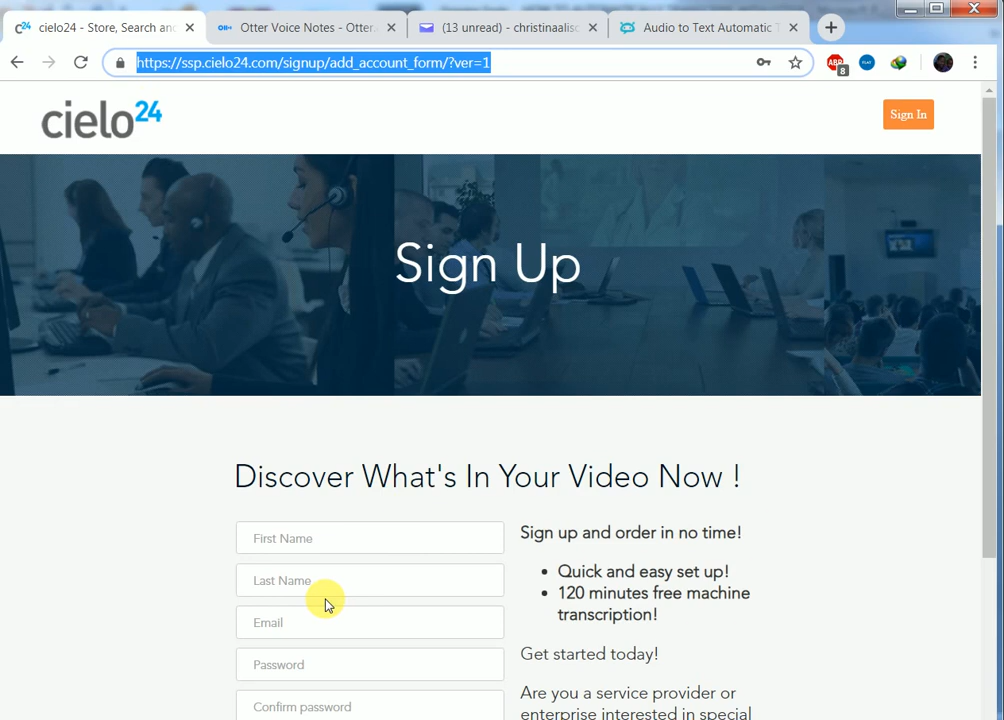 cielo24 - Store, Search and
Otter Voice Notes - Otter.
(13 unread) - christinaalisc
Audio to Text Automatic T
https://ssp.cielo24.com/signup/add_account_form/?ver=1
ABP
8
cielo24
Sign In
Sign Up
Discover What's In Your Video Now !
First Name
Last Name
Email
Password
Confirm password
Sign up and order in no time!
• Quick and easy set up!
• 120 minutes free machine
transcription!
Get started today!
Are you a service provider or
enterprise interested in special